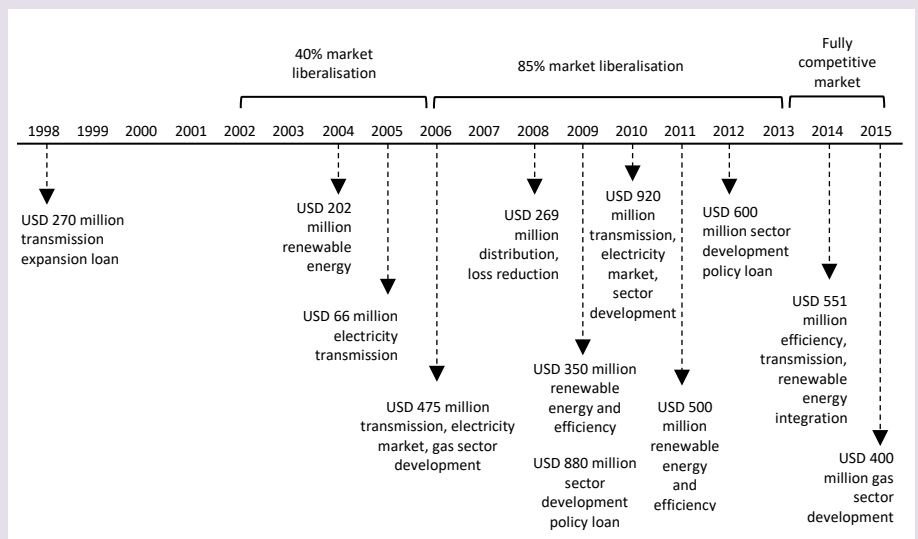 40% market
liberalisation
85% market liberalisation
Fully
competitive
market
1998 1999 2000 2001 2002 2003 2004 2005 2006 2007 2008 2009 2010 2011 2012 2013 2014 2015
USD 270 million
transmission
expansion loan
USD 202
million
renewable
energy
USD 66 million
electricity
transmission
USD 475 million
transmission, electricity
market, gas sector
development
USD 269
million
distribution,
loss reduction
USD 350 million
renewable
energy and
efficiency
USD 880 million
sector
development
policy loan
USD 920
million
transmission,
electricity
market,
sector
development
USD 500
million
renewable
energy
and
efficiency
USD 600
million sector
development
policy loan
USD 551
million
efficiency,
transmission,
renewable
energy
integration
USD 400
million gas
sector
development